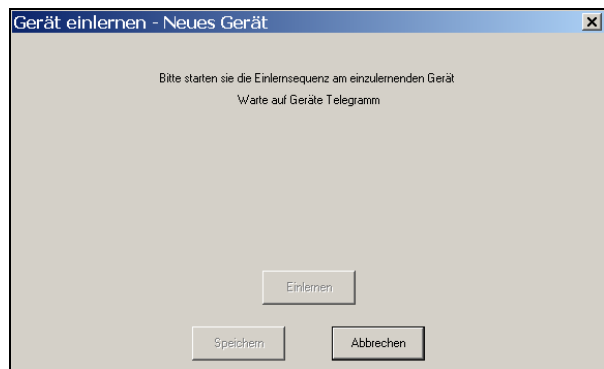 Gerät einlernen - Neues Gerät
Bitte starten sie die Einlernsequenz am einzulernenden Gerät
Warte auf Geräte Telegramm
Einlernen
Speichern Abbrechen